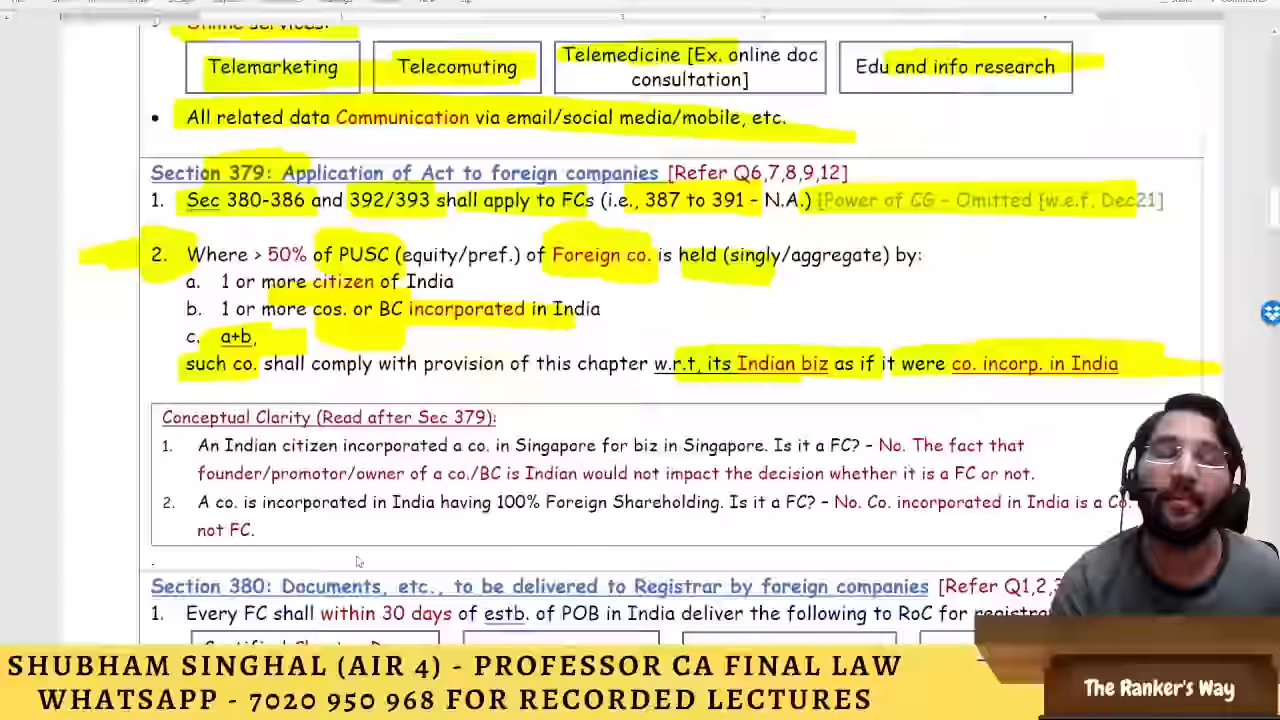 Online services:
Telemarketing
Telecomuting
Telemedicine [Ex. online doc
consultation]
Edu and info research
• All related data Communication via email/social media/mobile, etc.
Section 379: Application of Act to foreign companies [Refer Q6,7,8,9,12]
1. Sec 380-386 and 392/393 shall apply to FCs (i.e., 387 to 391 - N.A.) [Power of CG - Omitted [w.e.f. Dec21]
2. Where > 50% of PUSC (equity/pref.) of Foreign co. is held (singly/aggregate) by:
a. 1 or more citizen of India
b. 1 or more cos. or BC incorporated in India
c. a+b,
such co. shall comply with provision of this chapter w.r.t, its Indian biz as if it were co. incorp. in India
Conceptual Clarity (Read after Sec 379):
1. An Indian citizen incorporated a co. in Singapore for biz in Singapore. Is it a FC? – No. The fact that
founder/promotor/owner of a co./BC is Indian would not impact the decision whether it is a FC or not.
2. A co. is incorporated in India having 100% Foreign Shareholding. Is it a FC? – No. Co. incorporated in India is a Co.
not FC.
Section 380: Documents, etc., to be delivered to Registrar by foreign companies [Refer Q1,2,3
1. Every FC shall within 30 days of estb. of POB in India deliver the following to RoC for registra
SHUBHAM SINGHAL (AIR 4) - PROFESSOR CA FINAL LAW
WHATSAPP - 7020 950 968 FOR RECORDED LECTURES
The Ranker's Way